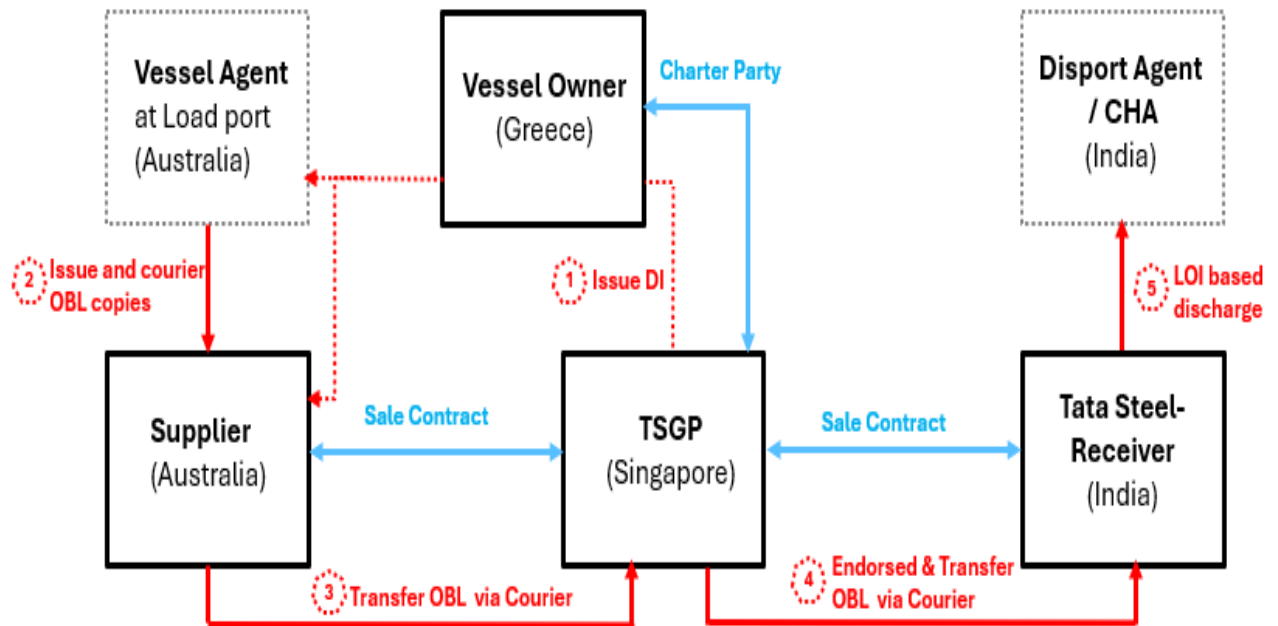 Vessel Agent
at Load port
(Australia)
Vessel Owner
(Greece)
Charter Party
Disport Agent
/ CHA
(India)
2
Issue and courier
OBL copies
1
Issue DI
5
LOI based
discharge
Supplier
(Australia)
Sale Contract
TSGP
(Singapore)
Sale Contract
Tata Steel-
Receiver
(India)
3
Transfer OBL via Courier
4
Endorsed & Transfer
OBL via Courier